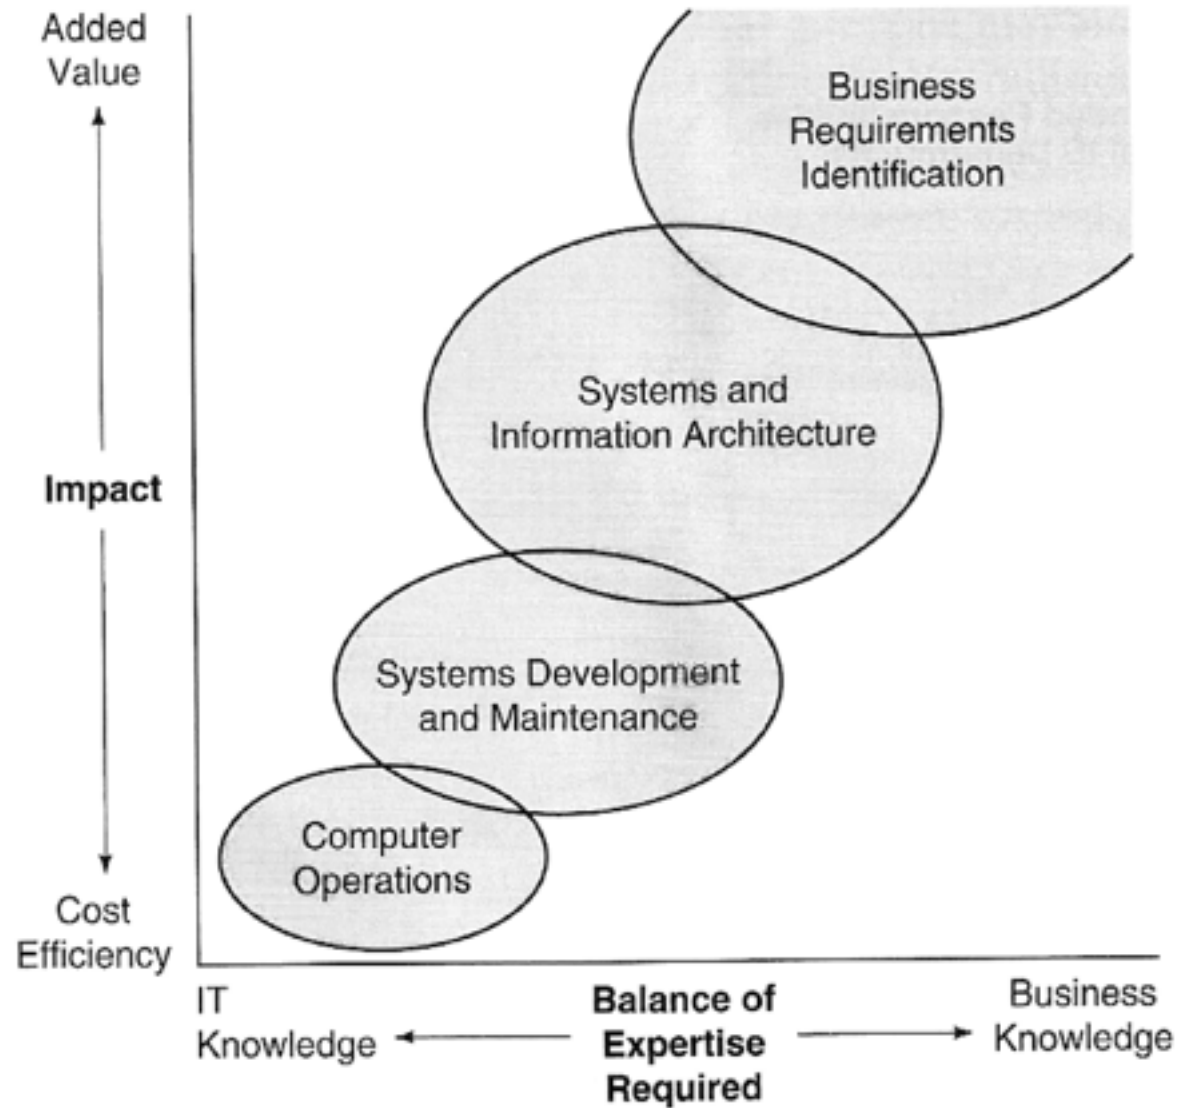 Added
Value
Business
Requirements
Identification
Systems and
Information Architecture
Impact
Systems Development
and Maintenance
Computer
Operations
Cost
Efficiency
IT
Knowledge
Balance of
Expertise
Required
Business
Knowledge